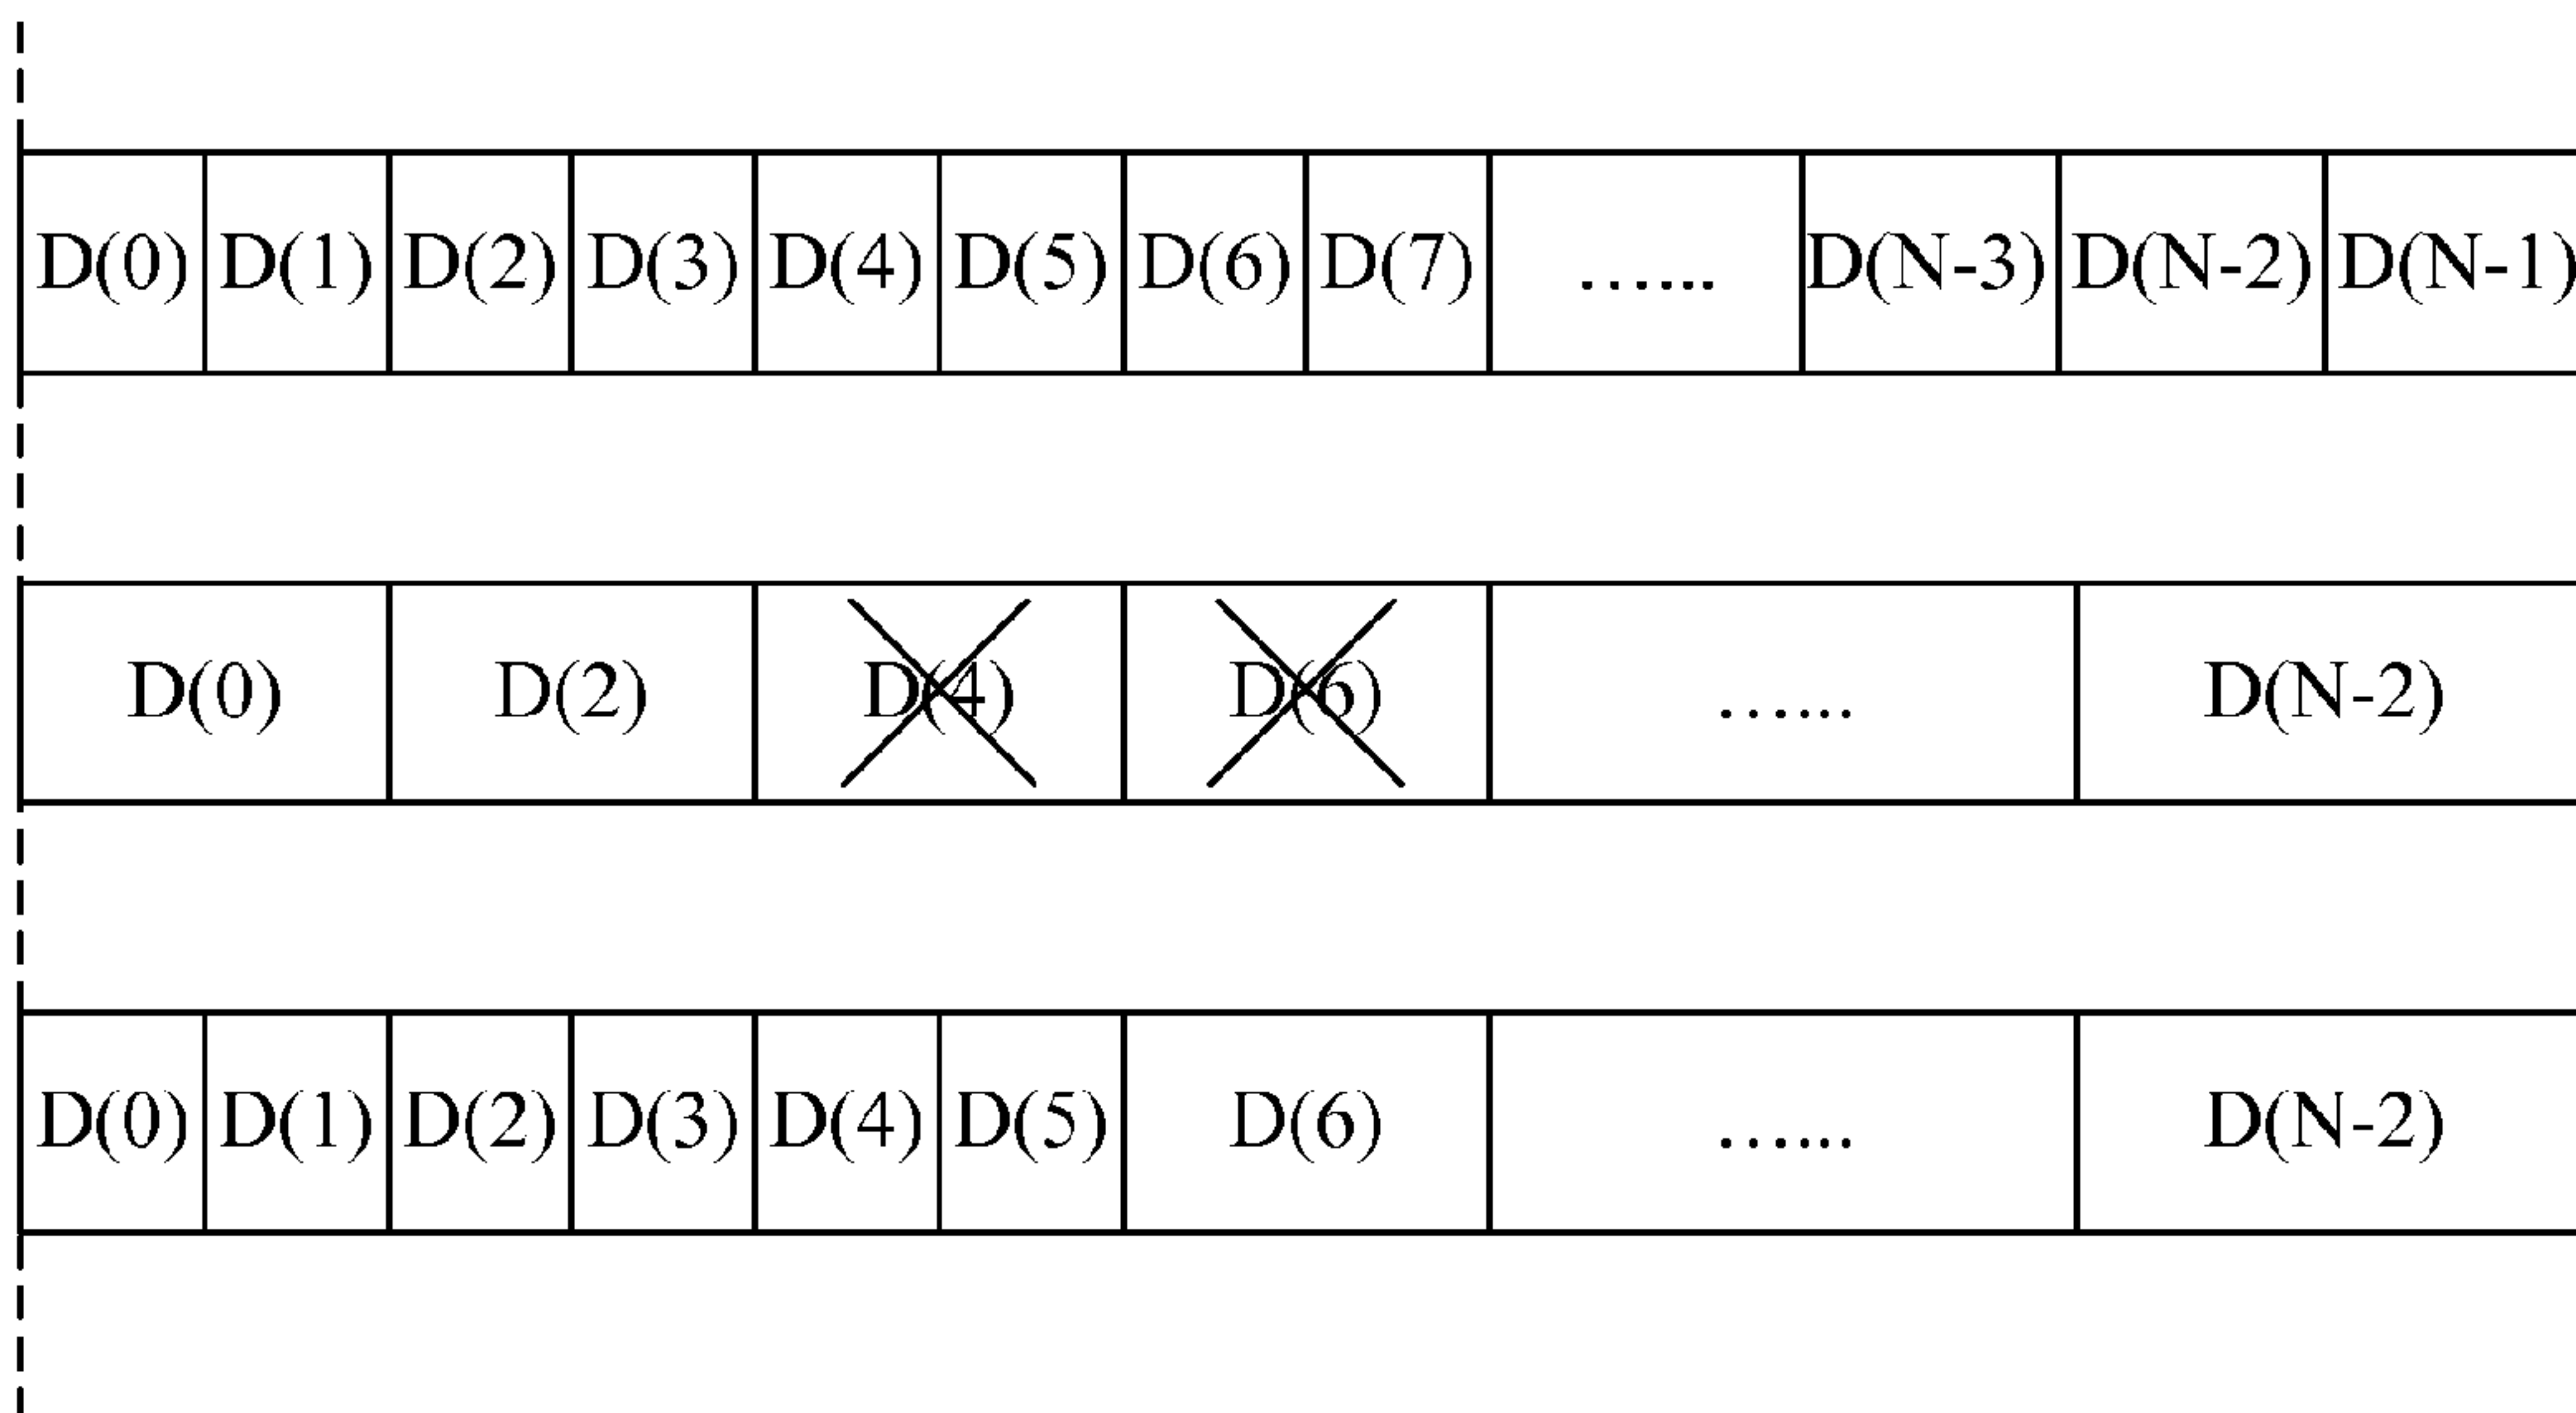 D(0) D(1) D(2) D(3) D(4) D(5) D(6) D(7) ...... D(N-3) D(N-2) D(N-1)
D(0) D(2) D(4) D(6) ...... D(N-2)
D(0) D(1) D(2) D(3) D(4) D(5) D(6) ...... D(N-2)